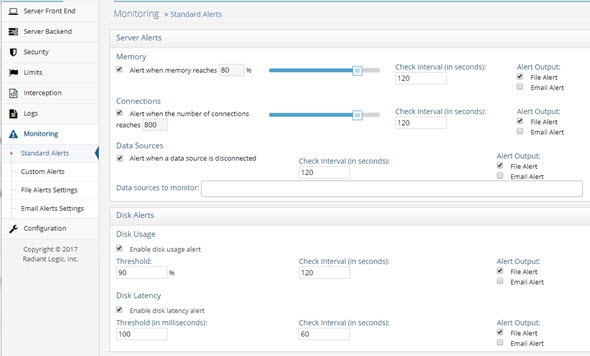 Server Front End
Server Backend
Security
Limits
Interception
Logs
Monitoring
Standard Alerts
Custom Alerts
File Alerts Settings
Email Alerts Settings
Configuration
Copyright © 2017
Radiant Logic, Inc.
Monitoring » Standard Alerts
Server Alerts
Memory
Alert when memory reaches 80 %
Check Interval (in seconds):
120
Alert Output:
File Alert
Email Alert
Connections
Alert when the number of connections
reaches 800
Check Interval (in seconds):
120
Alert Output:
File Alert
Email Alert
Data Sources
Alert when a data source is disconnected
Check Interval (in seconds):
120
Alert Output:
File Alert
Email Alert
Data sources to monitor:
Disk Alerts
Disk Usage
Enable disk usage alert
Threshold:
90 %
Check Interval (in seconds):
120
Alert Output:
File Alert
Email Alert
Disk Latency
Enable disk latency alert
Threshold (in milliseconds):
100
Check Interval (in seconds):
60
Alert Output:
File Alert
Email Alert